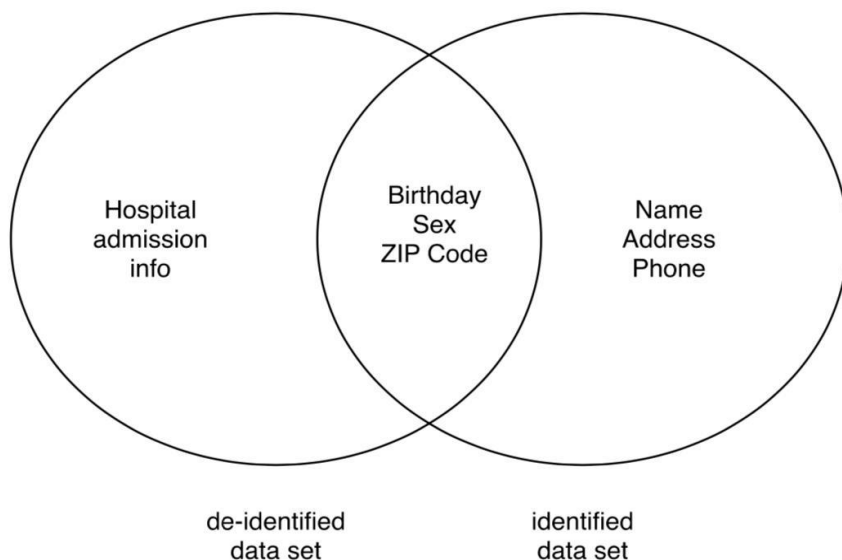 Hospital
admission
info
Birthday
Sex
ZIP Code
Name
Address
Phone
de-identified
data set
identified
data set